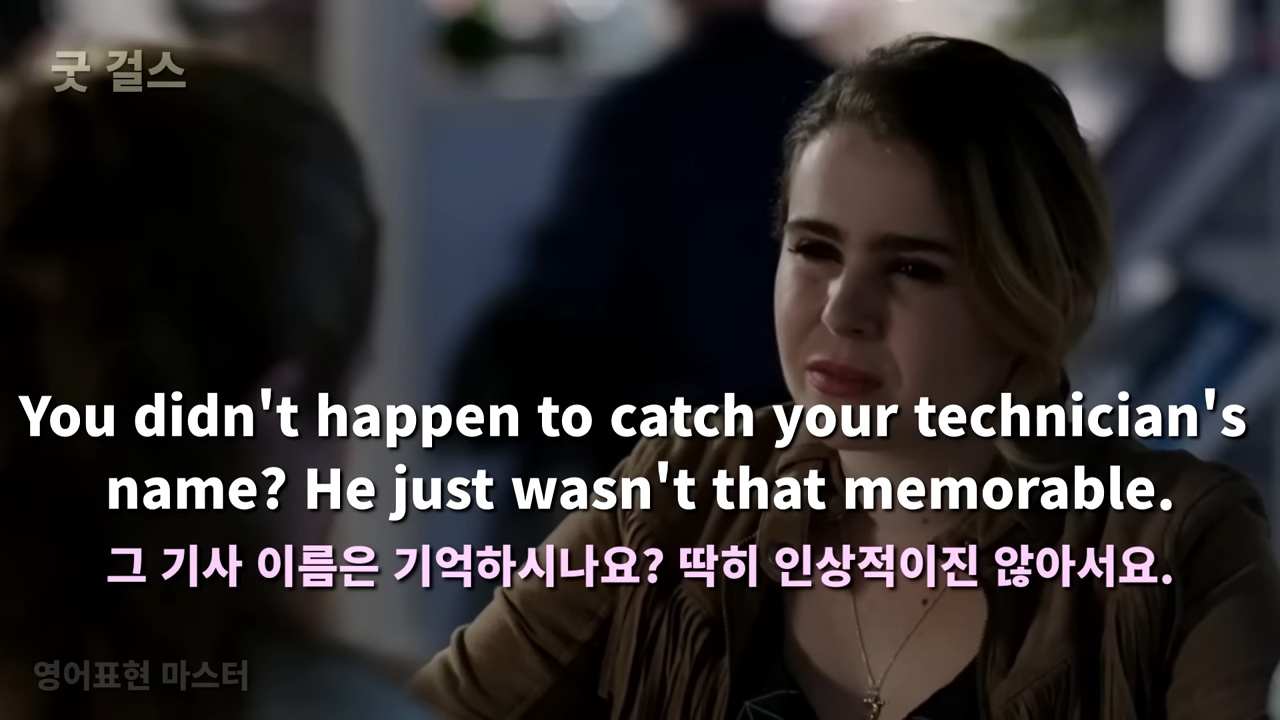 굿 걸스
You didn't happen to catch your technician's
name? He just wasn't that memorable.
그 기사 이름은 기억하시나요? 딱히 인상적이진 않아서요.
영어표현 마스터